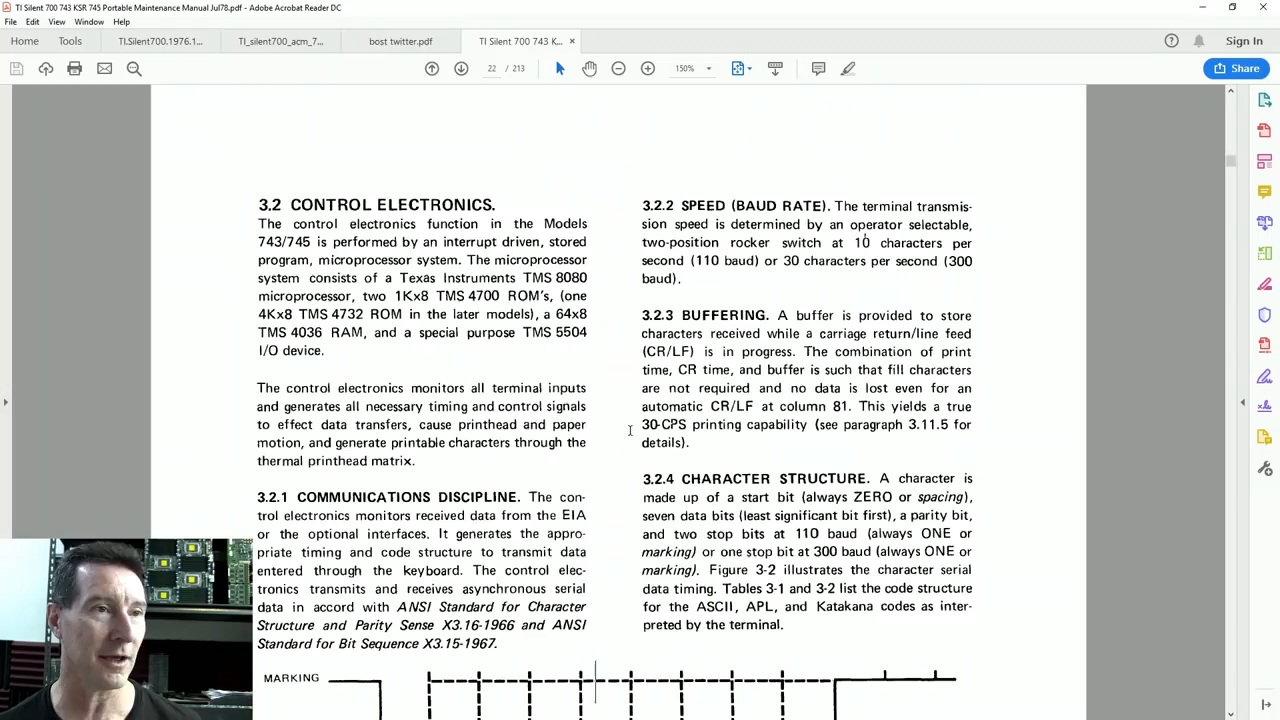 TI Silent 700 743 KSR 745 Portable Maintenance Manual Jul78.pdf - Adobe Acrobat Reader DC
File Edit View Window Help
Home Tools TI.Silent700.1976.1... TI_silent700_acm_7... bost twitter.pdf TI Silent 700 743 K... × Sign In
22 / 213 150% Share
3.2 CONTROL ELECTRONICS.
The control electronics function in the Models
743/745 is performed by an interrupt driven, stored
program, microprocessor system. The microprocessor
system consists of a Texas Instruments TMS 8080
microprocessor, two 1Kx8 TMS 4700 ROM's, (one
4Kx8 TMS 4732 ROM in the later models), a 64x8
TMS 4036 RAM, and a special purpose TMS 5504
I/O device.
The control electronics monitors all terminal inputs
and generates all necessary timing and control signals
to effect data transfers, cause printhead and paper
motion, and generate printable characters through the
thermal printhead matrix.
3.2.1 COMMUNICATIONS DISCIPLINE. The con-
trol electronics monitors received data from the EIA
or the optional interfaces. It generates the appro-
priate timing and code structure to transmit data
entered through the keyboard. The control elec-
tronics transmits and receives asynchronous serial
data in accord with ANSI Standard for Character
Structure and Parity Sense X3.16-1966 and ANSI
Standard for Bit Sequence X3.15-1967.
3.2.2 SPEED (BAUD RATE). The terminal transmis-
sion speed is determined by an operator selectable,
two-position rocker switch at 10 characters per
second (110 baud) or 30 characters per second (300
baud).
3.2.3 BUFFERING. A buffer is provided to store
characters received while a carriage return/line feed
(CR/LF) is in progress. The combination of print
time, CR time, and buffer is such that fill characters
are not required and no data is lost even for an
automatic CR/LF at column 81. This yields a true
30-CPS printing capability (see paragraph 3.11.5 for
details).
3.2.4 CHARACTER STRUCTURE. A character is
made up of a start bit (always ZERO or spacing),
seven data bits (least significant bit first), a parity bit,
and two stop bits at 110 baud (always ONE or
marking) or one stop bit at 300 baud (always ONE or
marking). Figure 3-2 illustrates the character serial
data timing. Tables 3-1 and 3-2 list the code structure
for the ASCII, APL, and Katakana codes as inter-
preted by the terminal.
MARKING